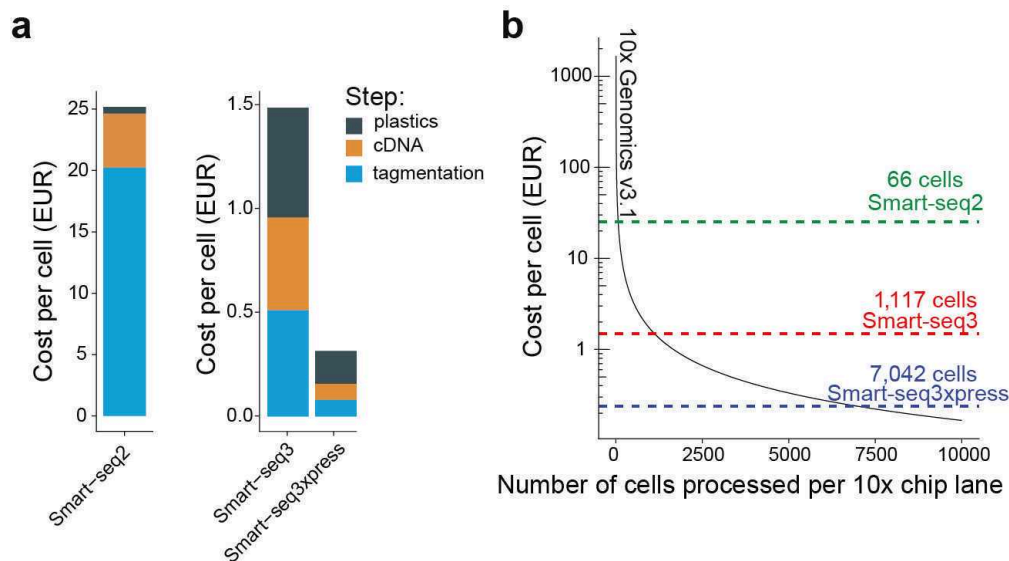 a
Cost per cell (EUR)
25
20
15
10
5
0
Smart-seq2
Cost per cell (EUR)
1.5
1.0
0.5
0.0
Smart-seq3
Smart-seq3xpress
Step:
plastics
cDNA
tagmentation
b
Cost per cell (EUR)
1000
100
10
1
10x Genomics v3.1
66 cells
Smart-seq2
1,117 cells
Smart-seq3
7,042 cells
Smart-seq3xpress
0
2500
5000
7500
10000
Number of cells processed per 10x chip lane